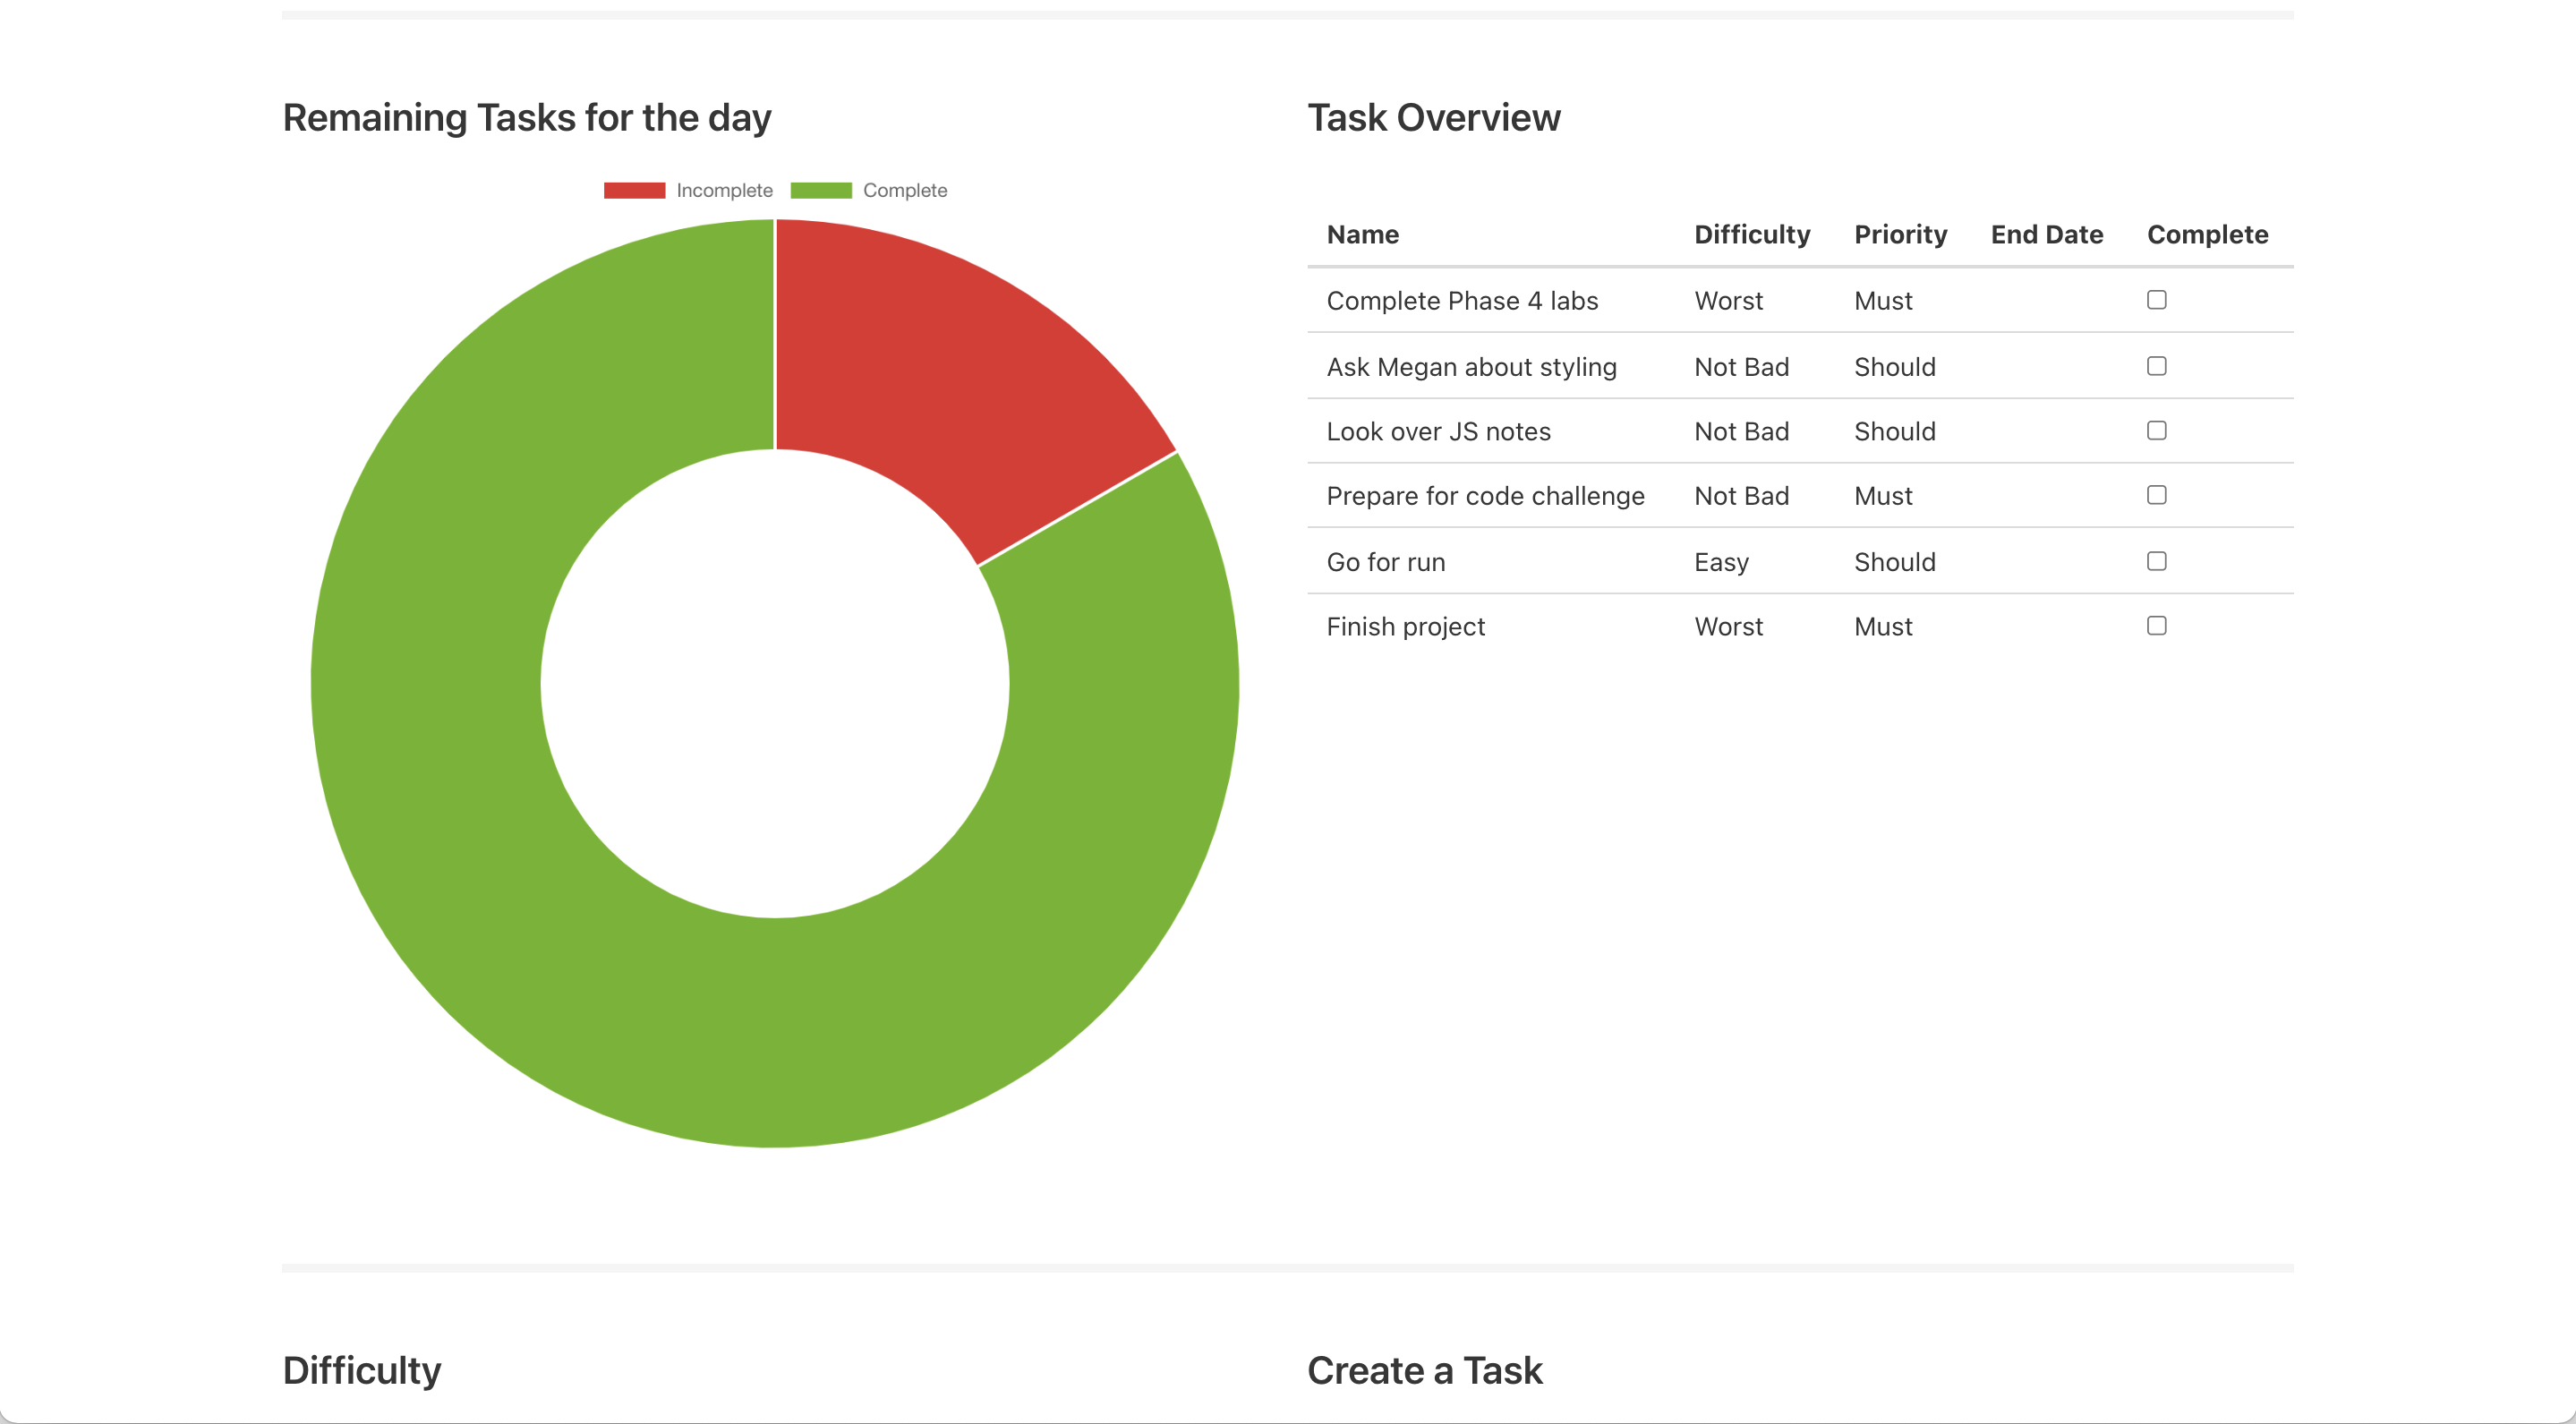 Remaining Tasks for the day
Incomplete Complete
Task Overview
Name Difficulty Priority End Date Complete
Complete Phase 4 labs Worst Must
Ask Megan about styling Not Bad Should
Look over JS notes Not Bad Should
Prepare for code challenge Not Bad Must
Go for run Easy Should
Finish project Worst Must
Difficulty
Create a Task